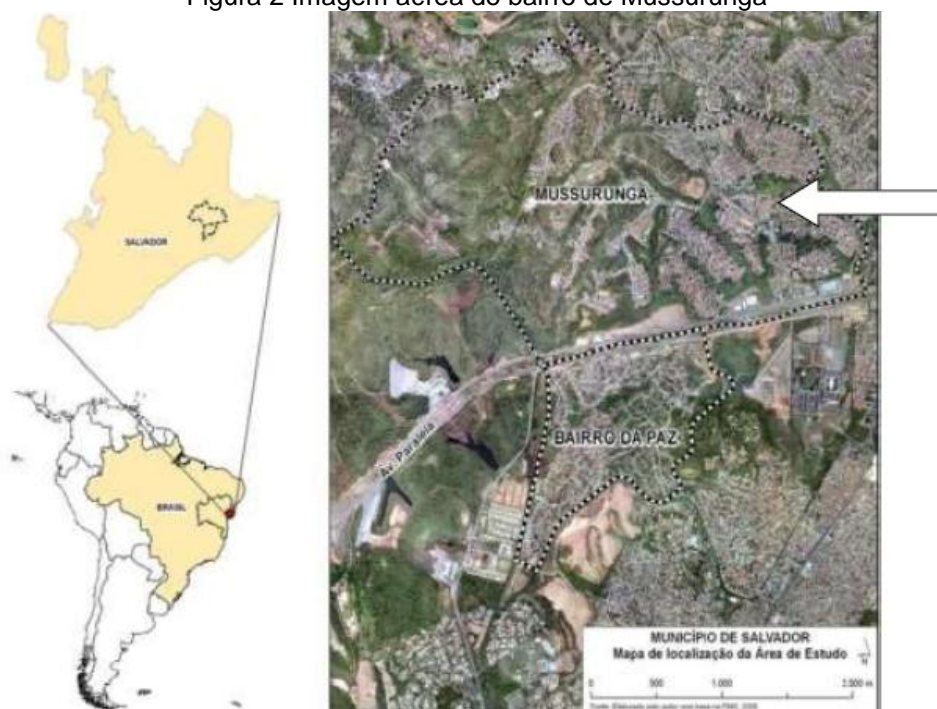 Figura 2 Imagem aérea do bairro de Mussurunga
SALVADOR
BRASIL
MUSSURUNGA
Av. Paralela
BAIRRO DA PAZ
MUNICÍPIO DE SALVADOR
Mapa de localização da Área de Estudo
0 500 1.000 2.000 m